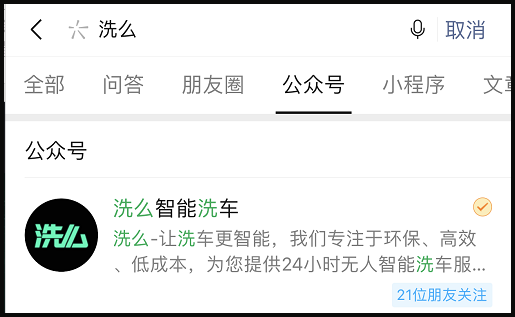 洗么 取消
全部 问答 朋友圈 公众号 小程序 文章
公众号
洗么智能洗车
洗么
洗么-让洗车更智能，我们专注于环保、高效
、低成本，为您提供24小时无人智能洗车服...
21位朋友关注